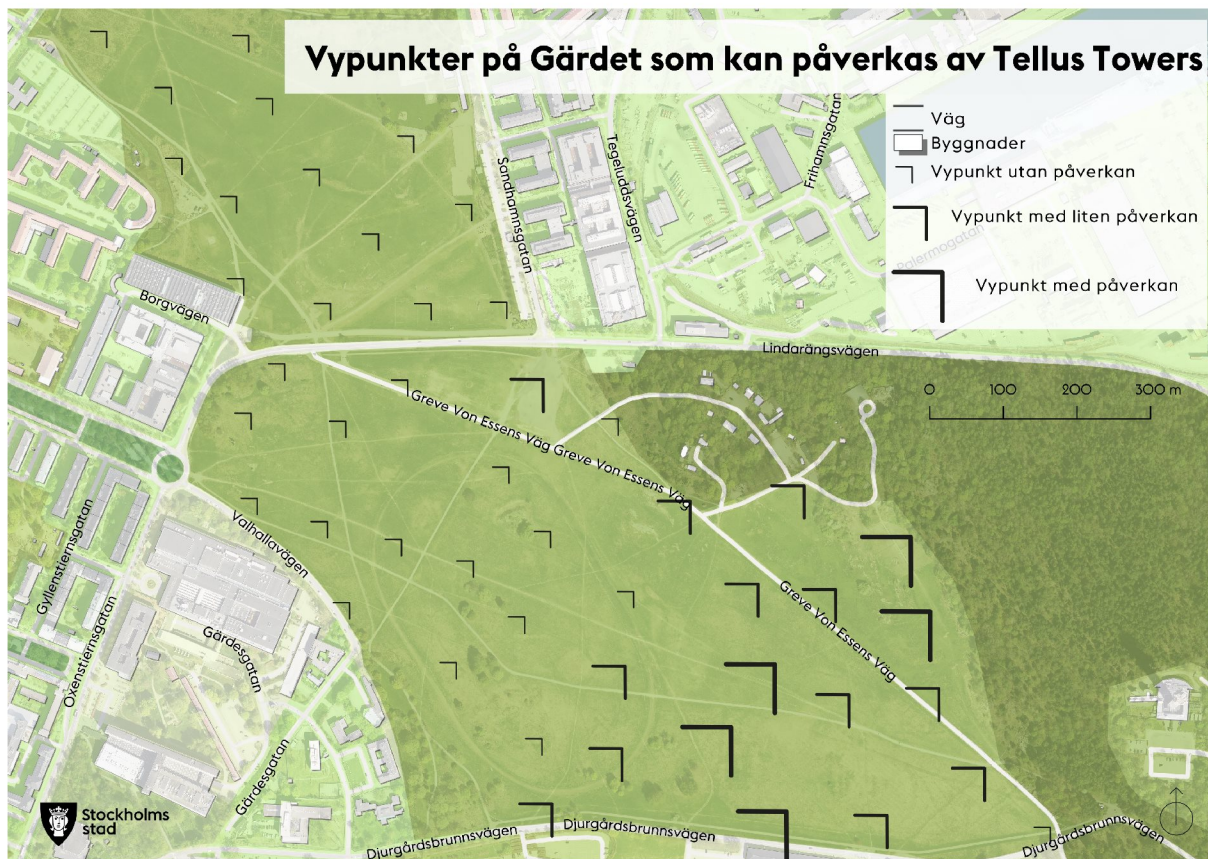 Vypunkter på Gärdet som kan påverkas av Tellus Towers
Väg
Byggnader
Vypunkt utan påverkan
Vypunkt med liten påverkan
Vypunkt med påverkan
0 100 200 300 m
Sandhamnsgatan
Tegeluddsvägen
Frihamnsgatan
Palermogatan
Borgvägen
Lindarängsvägen
Greve Von Essens Väg Greve Von Essens Väg
Greve Von Essens Väg
Valhallavägen
Gyllenstiernsgatan
Oxenstiernsgatan
Gärdesgatan
Gärdesgatan
Djurgårdsbrunnsvägen
Djurgårdsbrunnsvägen
Djurgårdsbrunnsvägen
Stockholms
stad